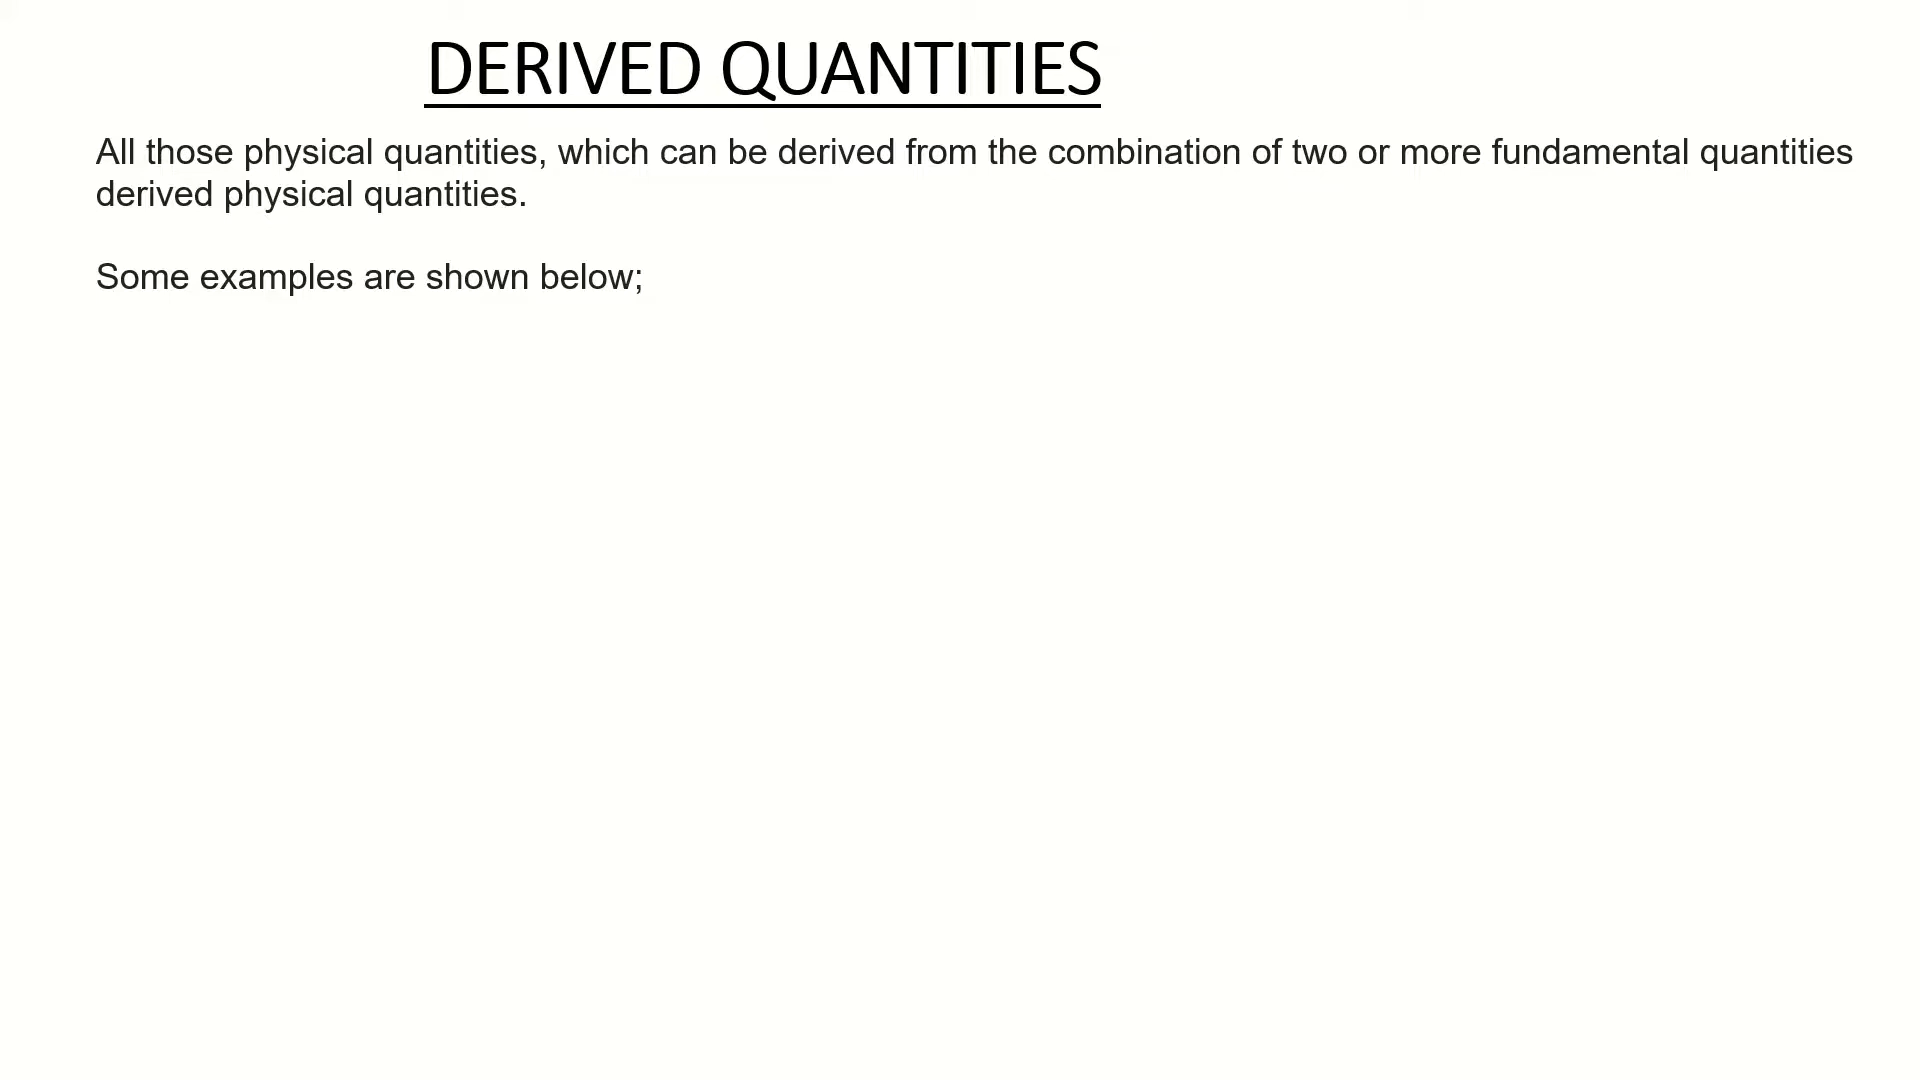 DERIVED QUANTITIES
All those physical quantities, which can be derived from the combination of two or more fundamental quantities
derived physical quantities.
Some examples are shown below;